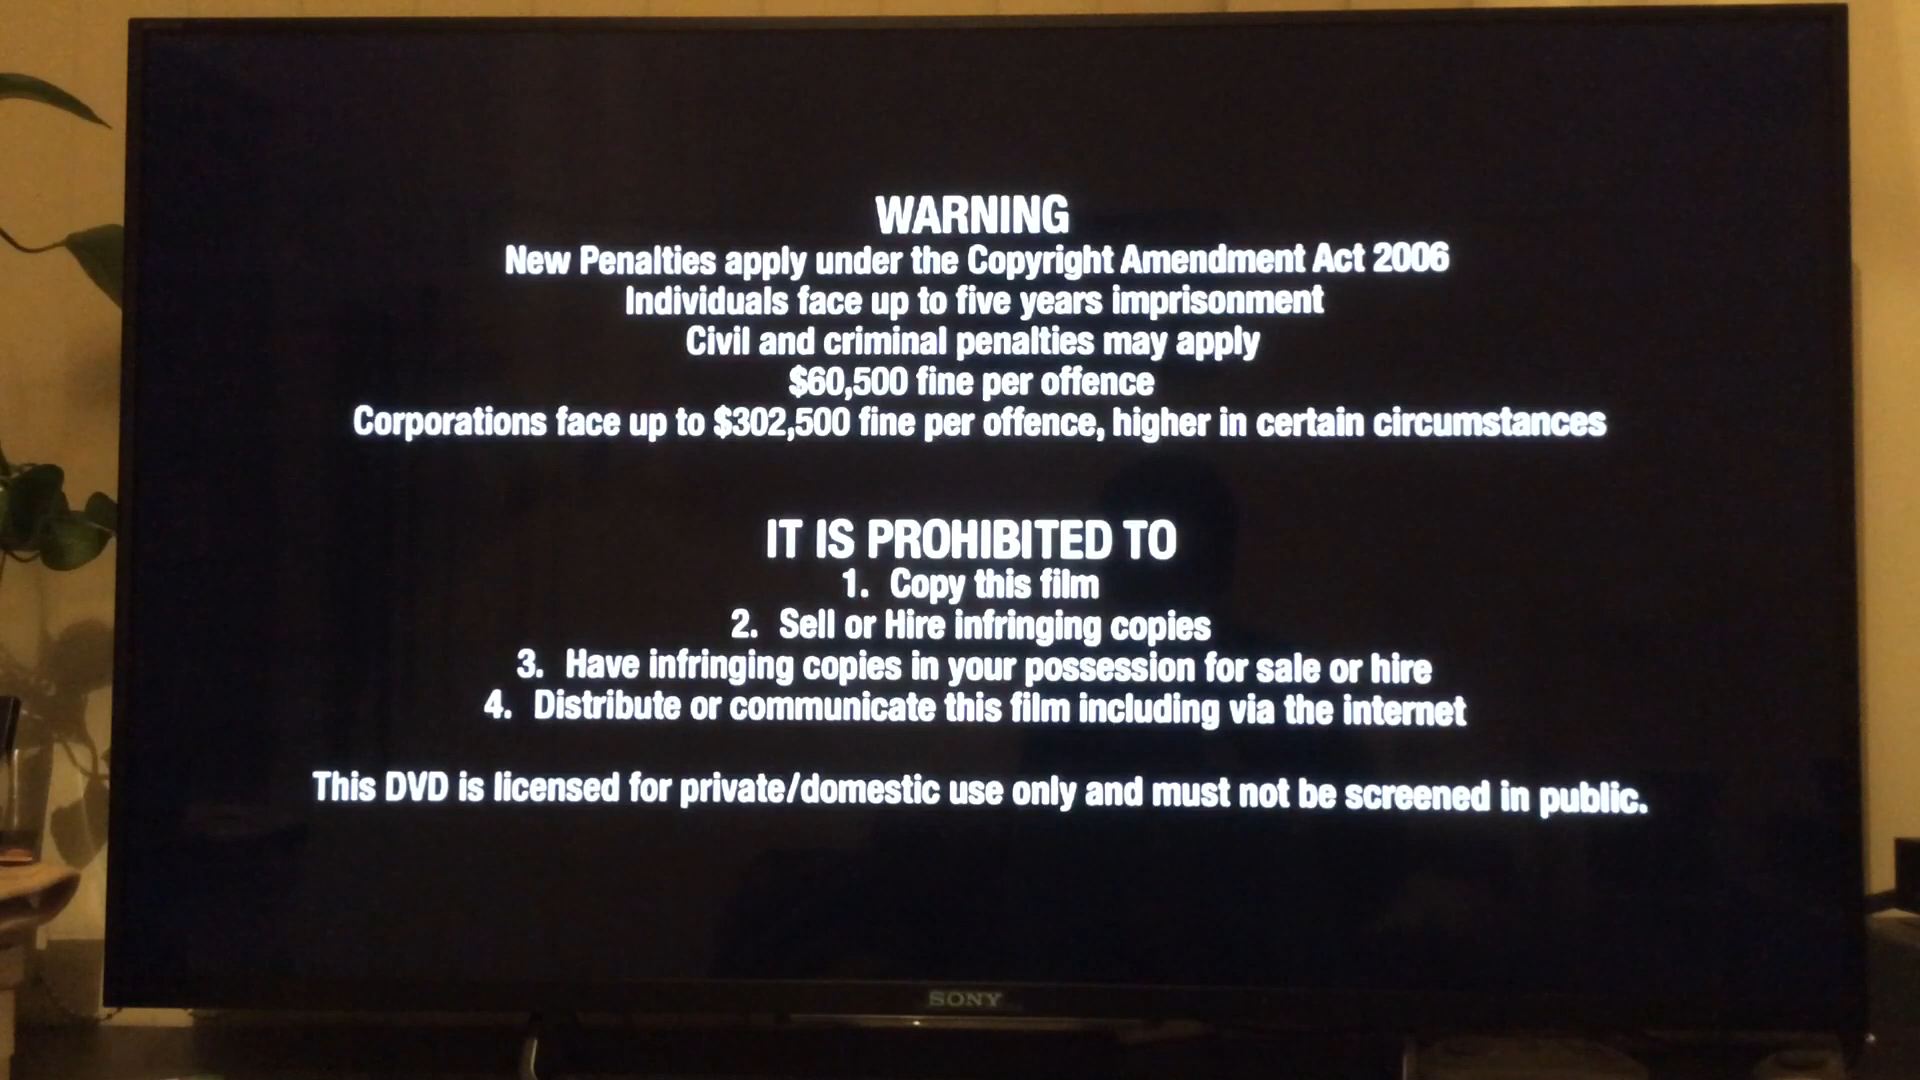 WARNING
New Penalties apply under the Copyright Amendment Act 2006
Individuals face up to five years imprisonment
Civil and criminal penalties may apply
$60,500 fine per offence
Corporations face up to $302,500 fine per offence, higher in certain circumstances
IT IS PROHIBITED TO
1. Copy this film
2. Sell or Hire infringing copies
3. Have infringing copies in your possession for sale or hire
4. Distribute or communicate this film including via the internet
This DVD is licensed for private/domestic use only and must not be screened in public.
SONY